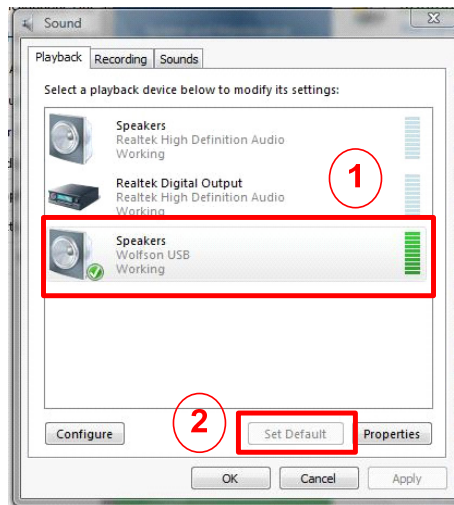 Sound
Playback Recording Sounds
Select a playback device below to modify its settings:
Speakers
Realtek High Definition Audio
Working
1
Realtek Digital Output
Realtek High Definition Audio
Working
Speakers
Wolfson USB
Working
2
Configure Set Default Properties
OK Cancel Apply